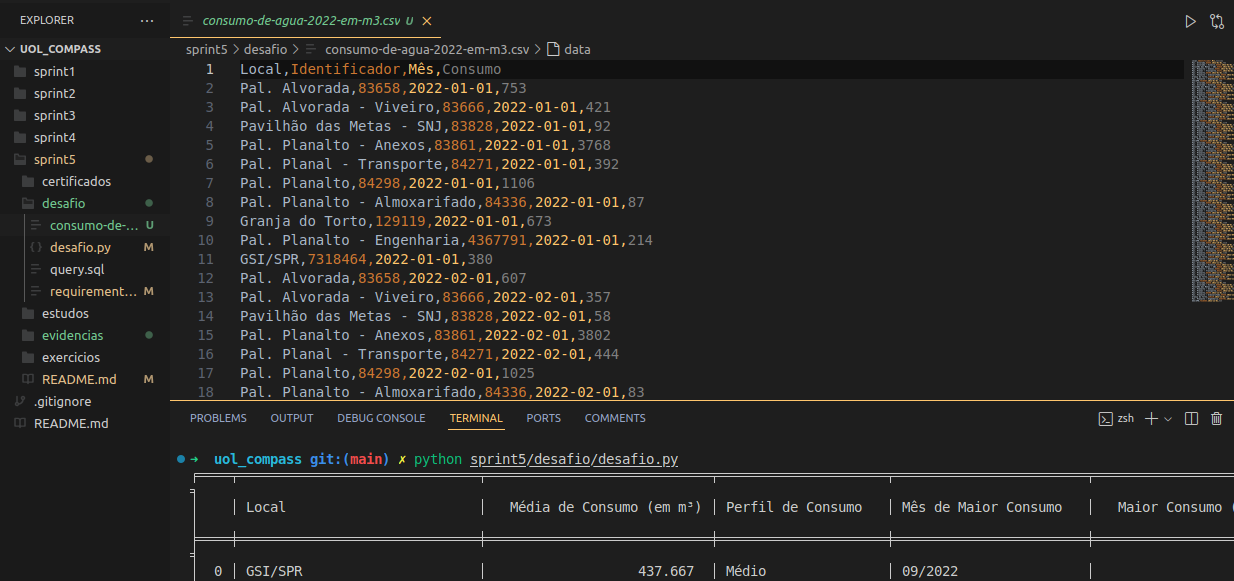 EXPLORER ...
UOL_COMPASS
sprint1
sprint2
sprint3
sprint4
sprint5
certificados
desafio
consumo-de-... U
desafio.py M
query.sql
requirement... M
estudos
evidencias
exercicios
README.md M
.gitignore
README.md
consumo-de-agua-2022-em-m3.csv U
sprint5 > desafio > consumo-de-agua-2022-em-m3.csv > data
1 Local,Identificador,Mês,Consumo
2 Pal. Alvorada,83658,2022-01-01,753
3 Pal. Alvorada - Viveiro,83666,2022-01-01,421
4 Pavilhão das Metas - SNJ,83828,2022-01-01,92
5 Pal. Planalto - Anexos,83861,2022-01-01,3768
6 Pal. Planal - Transporte,84271,2022-01-01,392
7 Pal. Planalto,84298,2022-01-01,1106
8 Pal. Planalto - Almoxarifado,84336,2022-01-01,87
9 Granja do Torto,129119,2022-01-01,673
10 Pal. Planalto - Engenharia,4367791,2022-01-01,214
11 GSI/SPR,7318464,2022-01-01,380
12 Pal. Alvorada,83658,2022-02-01,607
13 Pal. Alvorada - Viveiro,83666,2022-02-01,357
14 Pavilhão das Metas - SNJ,83828,2022-02-01,58
15 Pal. Planalto - Anexos,83861,2022-02-01,3802
16 Pal. Planal - Transporte,84271,2022-02-01,444
17 Pal. Planalto,84298,2022-02-01,1025
18 Pal. Planalto - Almoxarifado,84336,2022-02-01,83
PROBLEMS OUTPUT DEBUG CONSOLE TERMINAL PORTS COMMENTS zsh
→ uol_compass git:(main) ✗ python sprint5/desafio/desafio.py
Local Média de Consumo (em m³) Perfil de Consumo Mês de Maior Consumo Maior Consumo (
0 GSI/SPR 437.667 Médio 09/2022